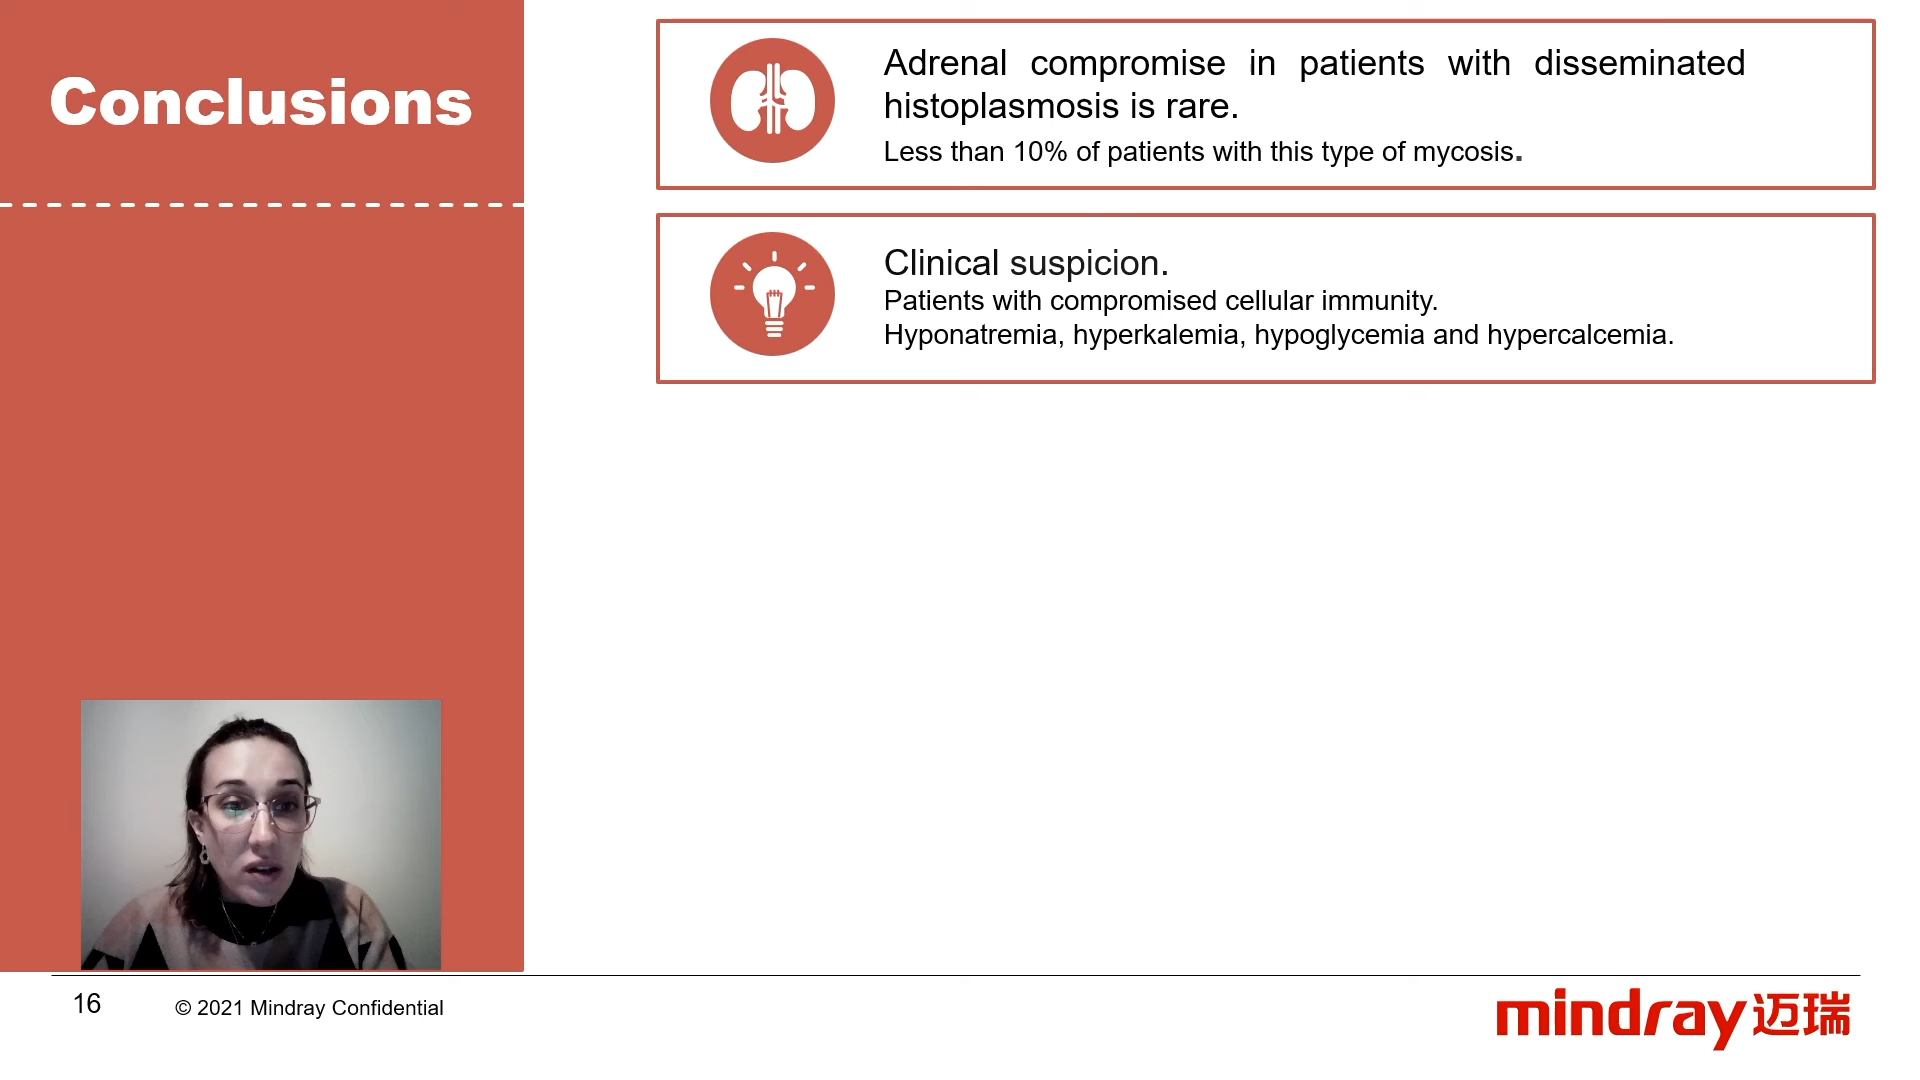 Conclusions
Adrenal compromise in patients with disseminated
histoplasmosis is rare.
Less than 10% of patients with this type of mycosis.
Clinical suspicion.
Patients with compromised cellular immunity.
Hyponatremia, hyperkalemia, hypoglycemia and hypercalcemia.
16
© 2021 Mindray Confidential
mindray迈瑞